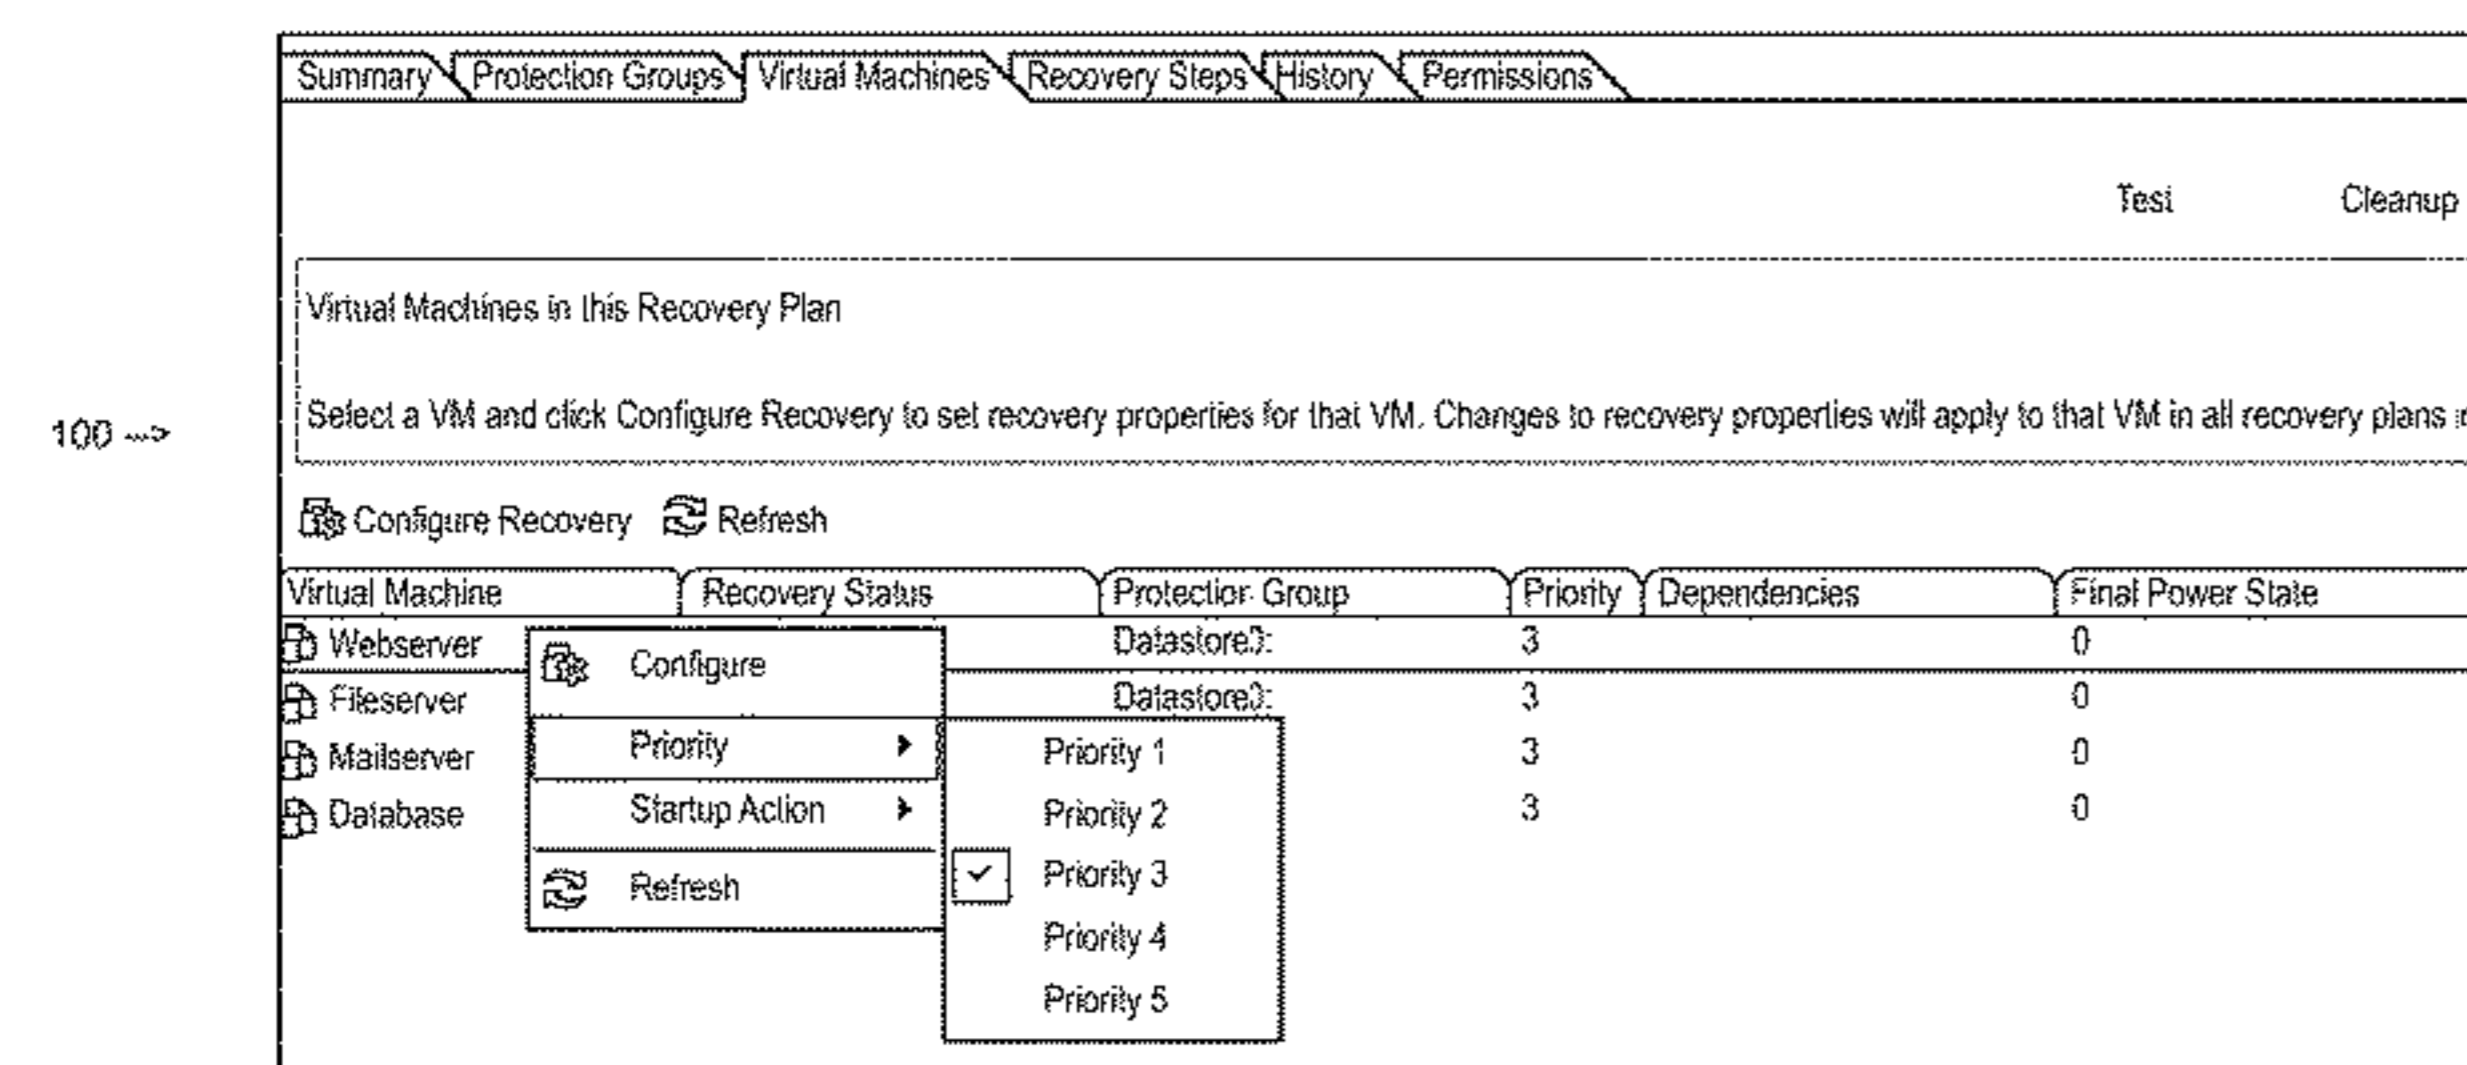 Summary Protection Groups Virtual Machines Recovery Steps History Permissions
Test Cleanup
Virtual Machines in this Recovery Plan
100 --->
Select a VM and click Configure Recovery to set recovery properties for that VM. Changes to recovery properties will apply to that VM in all recovery plans
Configure Recovery Refresh
Virtual Machine Recovery Status Protection Group Priority Dependencies Final Power State
Webserver 3 0
Configure
Fileserver 3 0
Priority ▸ Priority 1
Mailserver 3 0
Startup Action ▸ Priority 2
Database 3 0
Refresh ✓ Priority 3
Priority 4
Priority 5